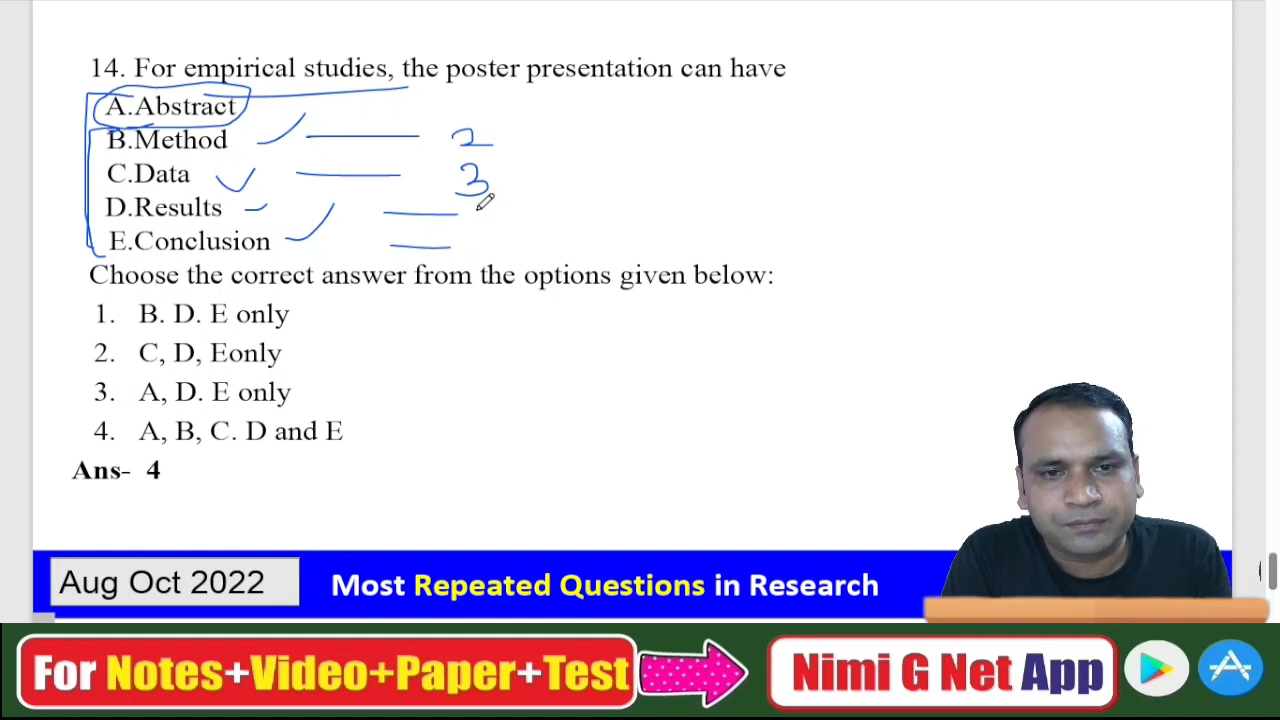 14. For empirical studies, the poster presentation can have
A.Abstract
B.Method
2
C.Data
3
D.Results
E.Conclusion
Choose the correct answer from the options given below:
1. B. D. E only
2. C, D, Eonly
3. A, D. E only
4. A, B, C. D and E
Ans- 4
Aug Oct 2022
Most Repeated Questions in Research
For Notes+Video+Paper+Test
Nimi G Net App